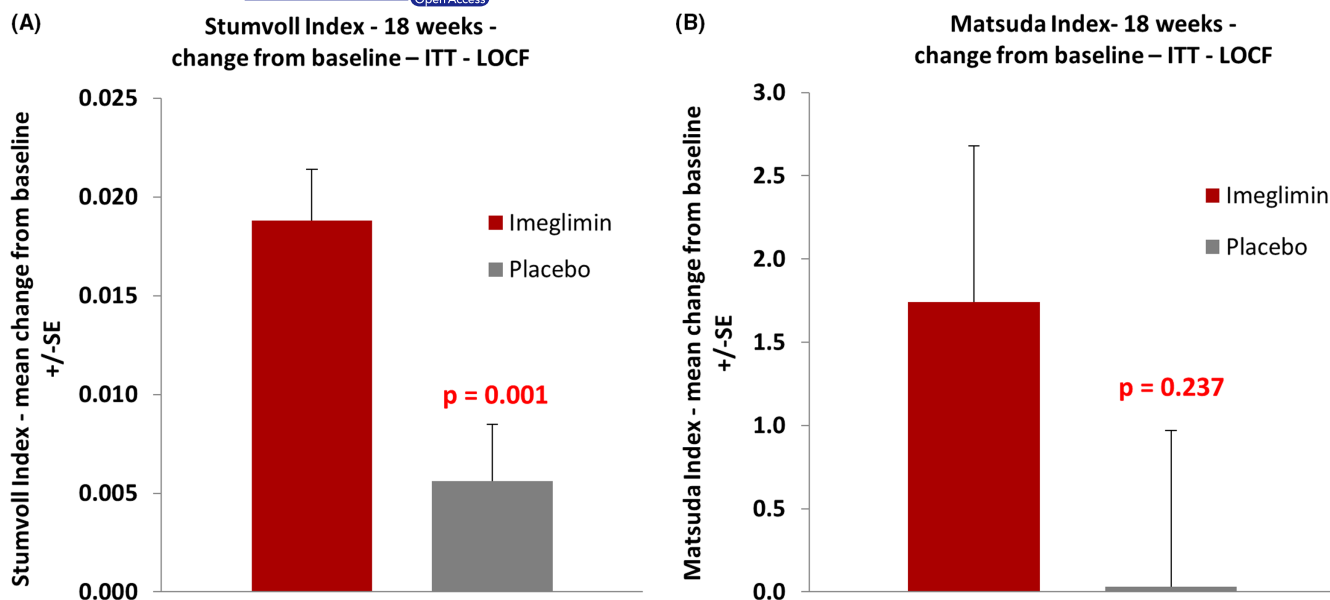 Open Access
(A)
Stumvoll Index - 18 weeks -
change from baseline – ITT - LOCF
Stumvoll Index - mean change from baseline
+/-SE
0.025
0.020
0.015
0.010
0.005
0.000
Imeglimin
Placebo
p = 0.001
(B)
Matsuda Index- 18 weeks -
change from baseline – ITT - LOCF
Matsuda Index - mean change from baseline
+/-SE
3.0
2.5
2.0
1.5
1.0
0.5
0.0
Imeglimin
Placebo
p = 0.237